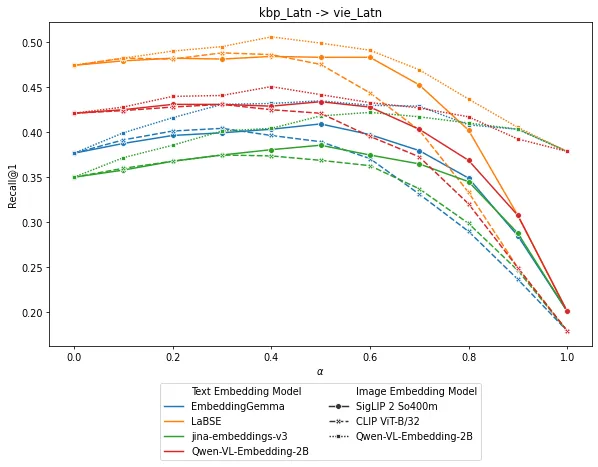 kbp_Latn -> vie_Latn
Recall@1
0.50
0.45
0.40
0.35
0.30
0.25
0.20
0.0 0.2 0.4 0.6 0.8 1.0
α
Text Embedding Model
EmbeddingGemma
LaBSE
jina-embeddings-v3
Qwen-VL-Embedding-2B
Image Embedding Model
SigLIP 2 So400m
CLIP ViT-B/32
Qwen-VL-Embedding-2B